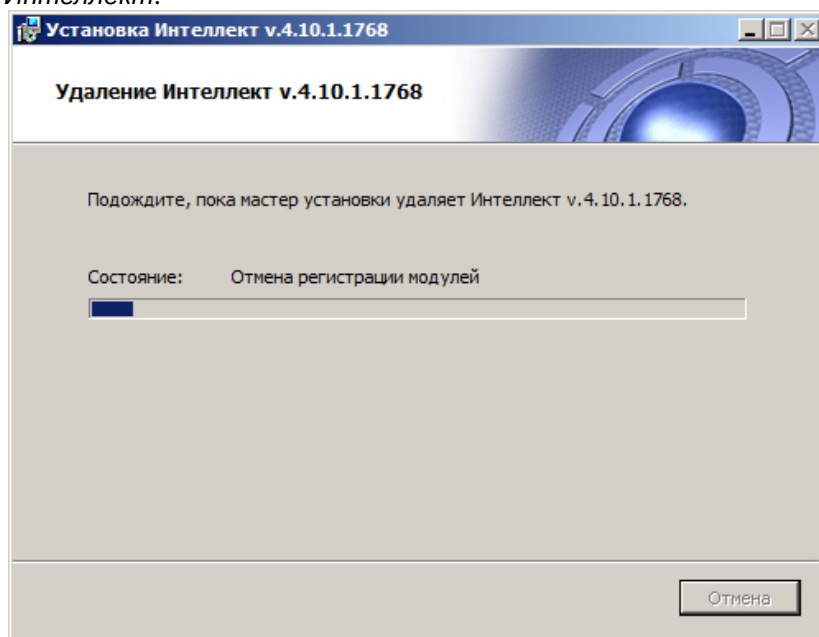 Интеллект.
Установка Интеллект v.4.10.1.1768
Удаление Интеллект v.4.10.1.1768
Подождите, пока мастер установки удаляет Интеллект v.4.10.1.1768.
Состояние: Отмена регистрации модулей
Отмена